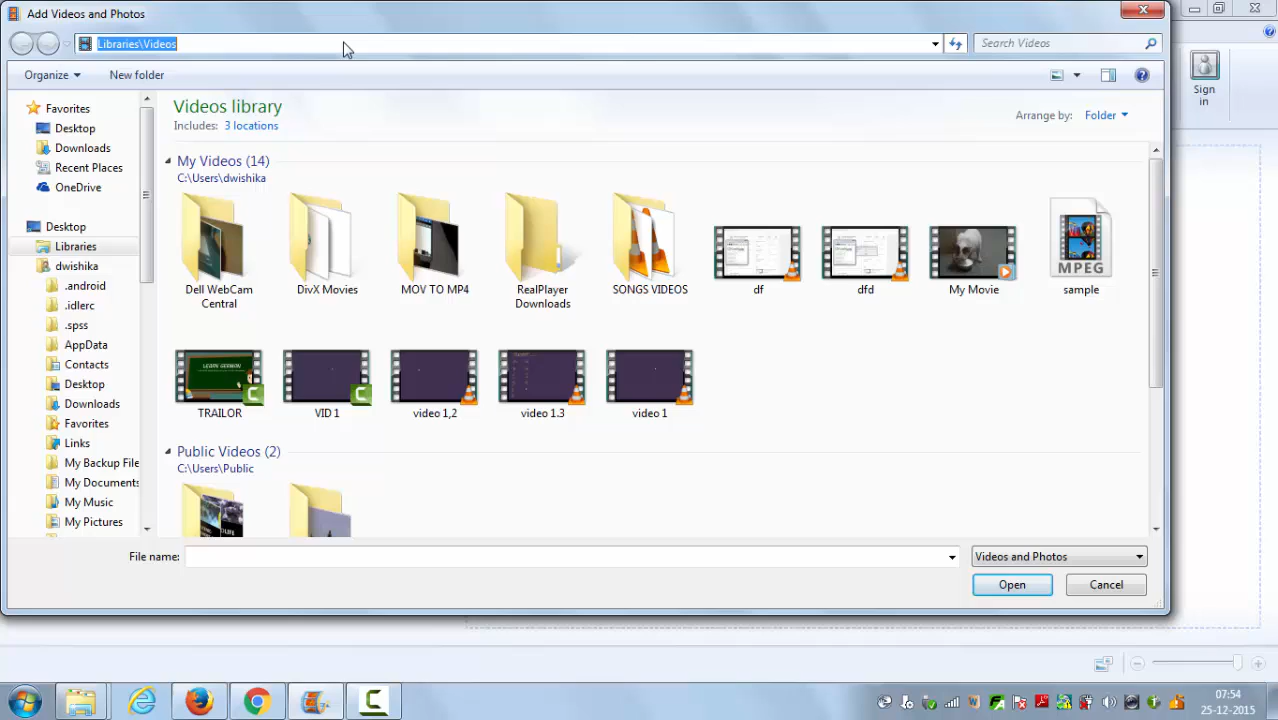 Add Videos and Photos
Libraries\Videos
Search Videos
Organize
New folder
Sign
in
Favorites
Desktop
Downloads
Recent Places
OneDrive
Desktop
Libraries
dwishika
.android
.idlerc
.spss
AppData
Contacts
Desktop
Downloads
Favorites
Links
My Backup File
My Documents
My Music
My Pictures
Videos library
Includes: 3 locations
Arrange by: Folder
My Videos (14)
C:\Users\dwishika
Dell WebCam
Central
DivX Movies
MOV TO MP4
RealPlayer
Downloads
SONGS VIDEOS
df
dfd
My Movie
MPEG
sample
LEARN GERMAN
TRAILOR
VID 1
video 1,2
video 1.3
video 1
Public Videos (2)
C:\Users\Public
File name:
Videos and Photos
Open
Cancel
07:54
25-12-2015